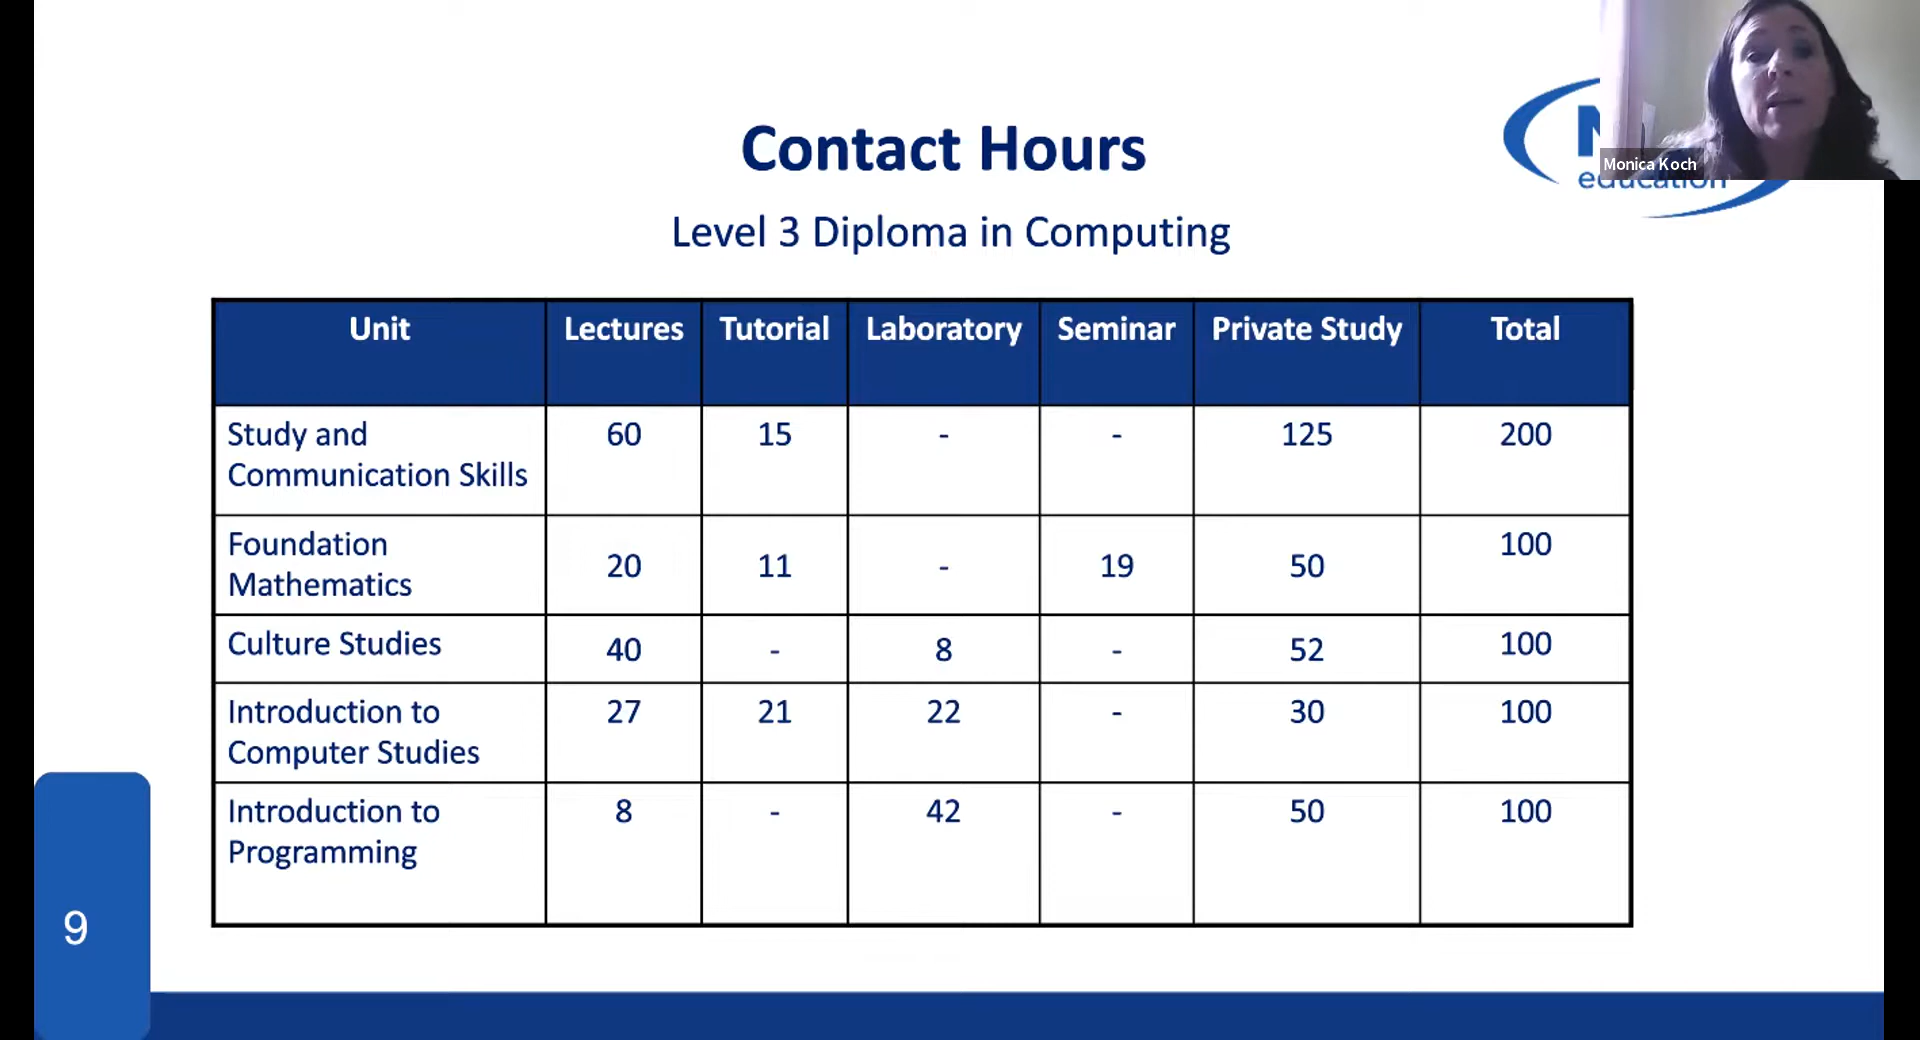 Contact Hours
Monica Koch
education
Level 3 Diploma in Computing
Unit Lectures Tutorial Laboratory Seminar Private Study Total
Study and
Communication Skills
60 15 - - 125 200
Foundation
Mathematics
20 11 - 19 50 100
Culture Studies 40 - 8 - 52 100
Introduction to
Computer Studies
27 21 22 - 30 100
Introduction to
Programming
8 - 42 - 50 100
9